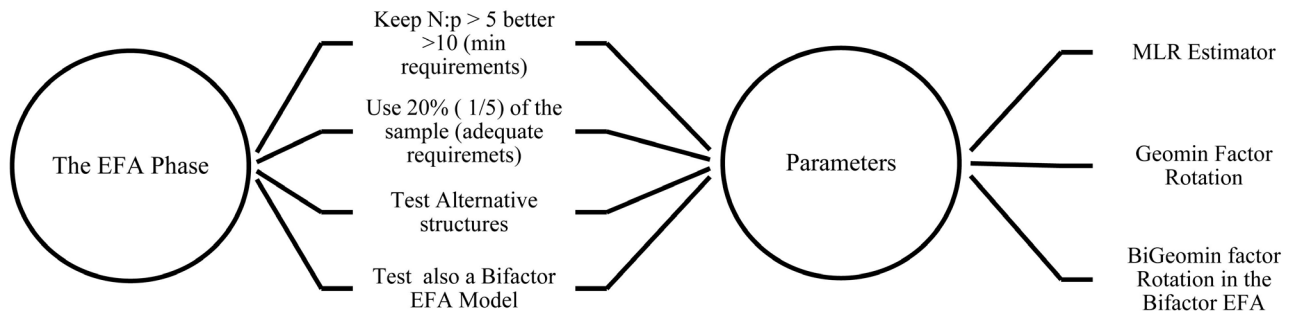 The EFA Phase
Keep N:p > 5 better
>10 (min
requirements)
Use 20% ( 1/5) of the
sample (adequate
requiremets)
Test Alternative
structures
Test also a Bifactor
EFA Model
Parameters
MLR Estimator
Geomin Factor
Rotation
BiGeomin factor
Rotation in the
Bifactor EFA